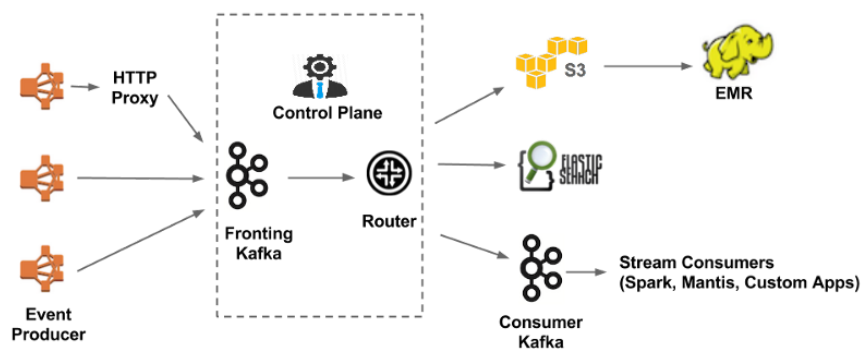 HTTP
Proxy
Control Plane
S3
EMR
ELASTIC
SEARCH
Router
Fronting
Kafka
Event
Producer
Consumer
Kafka
Stream Consumers
(Spark, Mantis, Custom Apps)